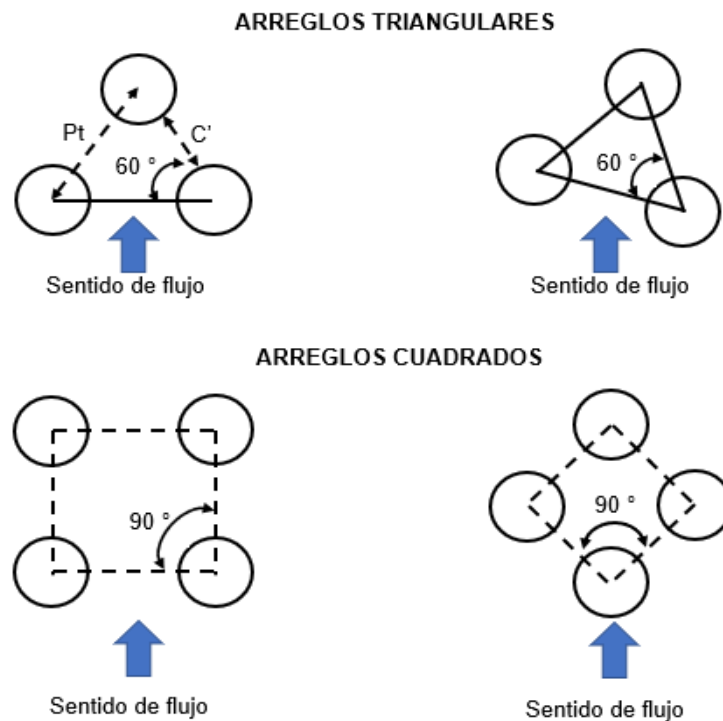 ARREGLOS TRIANGULARES
Pt
C'
60 °
60 °
Sentido de flujo
Sentido de flujo
ARREGLOS CUADRADOS
90 °
90 °
Sentido de flujo
Sentido de flujo